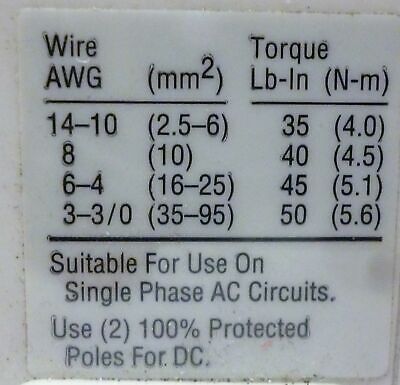 Wire Torque
AWG (mm2) Lb-In (N-m)
14-10 (2.5-6) 35 (4.0)
8 (10) 40 (4.5)
6-4 (16-25) 45 (5.1)
3-3/0 (35-95) 50 (5.6)
Suitable For Use On
Single Phase AC Circuits.
Use (2) 100% Protected
Poles For DC.